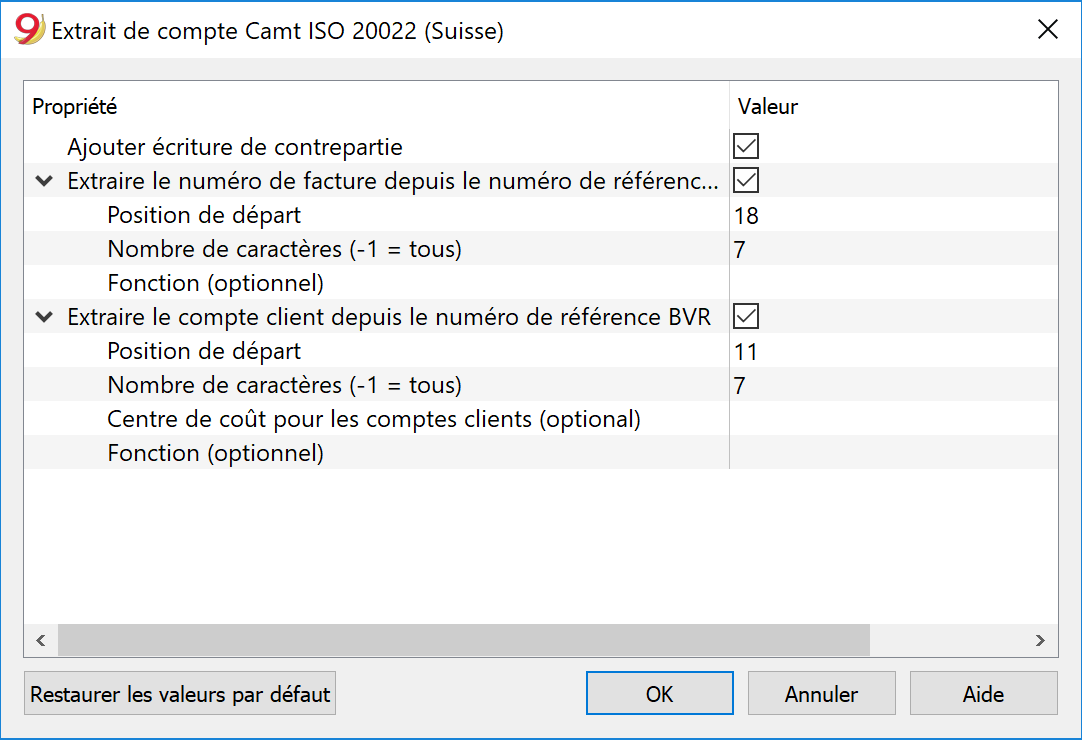 9 Extrait de compte Camt ISO 20022 (Suisse)
Propriété Valeur
Ajouter écriture de contrepartie
Extraire le numéro de facture depuis le numéro de référenc...
Position de départ 18
Nombre de caractères (-1 = tous) 7
Fonction (optionnel)
Extraire le compte client depuis le numéro de référence BVR
Position de départ 11
Nombre de caractères (-1 = tous) 7
Centre de coût pour les comptes clients (optional)
Fonction (optionnel)
Restaurer les valeurs par défaut OK Annuler Aide